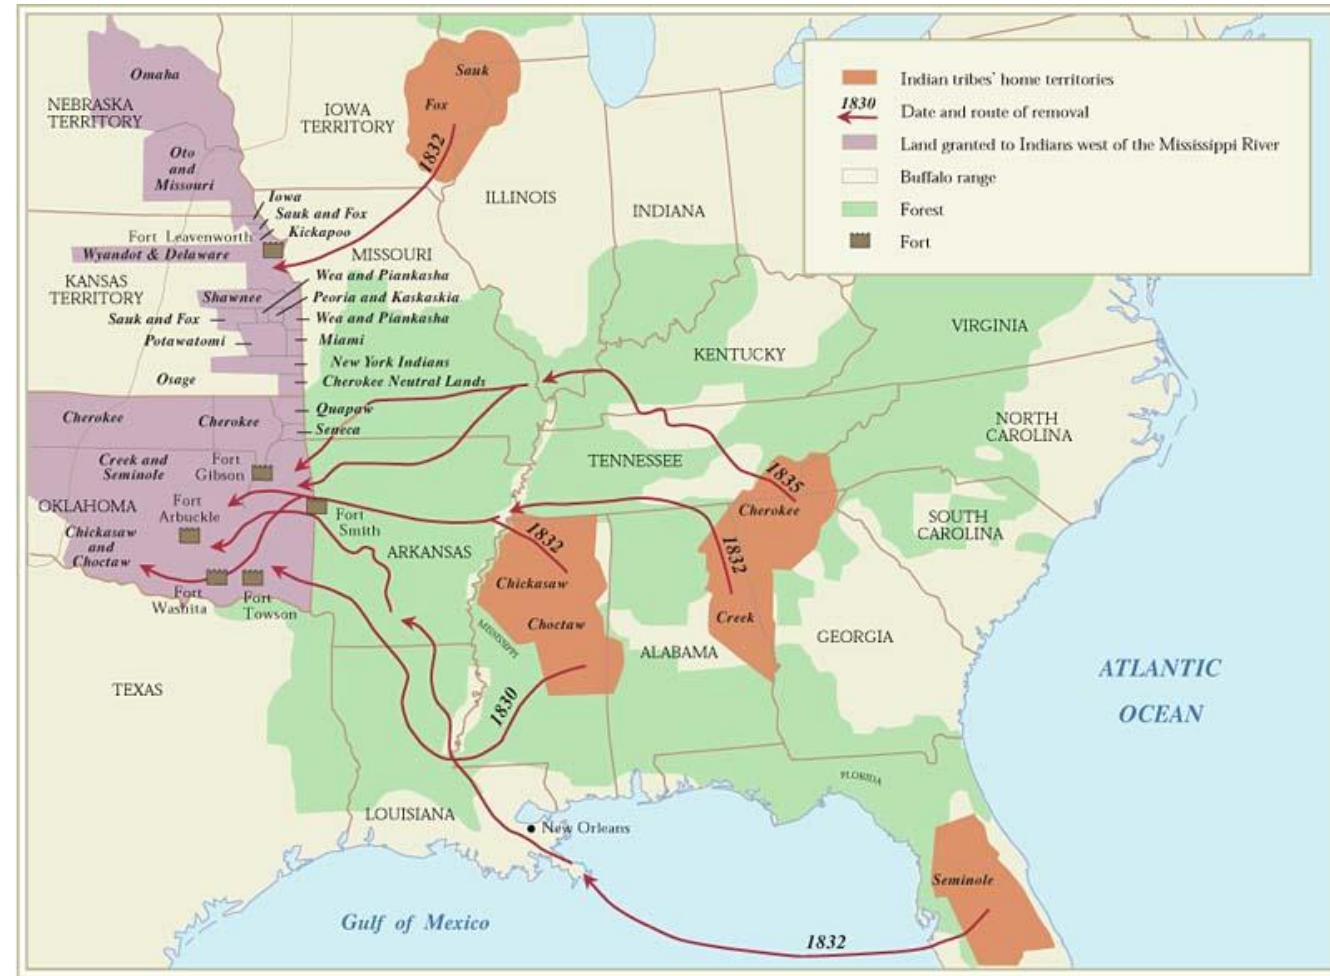 Omaha
NEBRASKA
TERRITORY
Oto
and
Missouri
IOWA
TERRITORY
Sauk
Fox
1832
ILLINOIS
INDIANA
Indian tribes' home territories
1830
Date and route of removal
Land granted to Indians west of the Mississippi River
Buffalo range
Forest
Fort
Iowa
Sauk and Fox
Kickapoo
Fort Leavenworth
Wyandot & Delaware
MISSOURI
KANSAS
TERRITORY
Wea and Piankasha
Shawnee
Peoria and Kaskaskia
Sauk and Fox
Wea and Piankasha
Potawatomi
Miami
New York Indians
Osage
Cherokee Neutral Lands
KENTUCKY
VIRGINIA
Cherokee
Cherokee
Quapaw
Seneca
NORTH
CAROLINA
Creek and
Seminole
Fort
Gibson
TENNESSEE
1835
Cherokee
OKLAHOMA
Fort
Arbuckle
Fort
Smith
SOUTH
CAROLINA
Chickasaw
and
Choctaw
ARKANSAS
1832
1832
Chickasaw
Fort
Washita
Fort
Towson
Choctaw
Creek
MISSISSIPPI
ALABAMA
GEORGIA
TEXAS
1830
ATLANTIC
OCEAN
FLORIDA
LOUISIANA
New Orleans
Seminole
Gulf of Mexico
1832